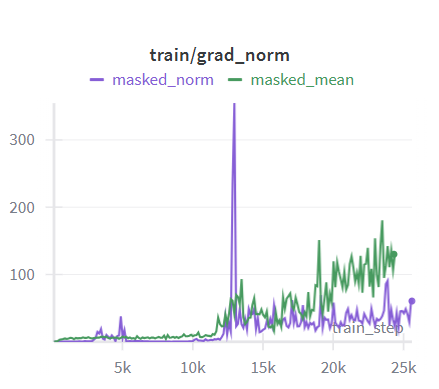 train/grad_norm
masked_norm masked_mean
300
200
100
train_step
5k 10k 15k 20k 25k